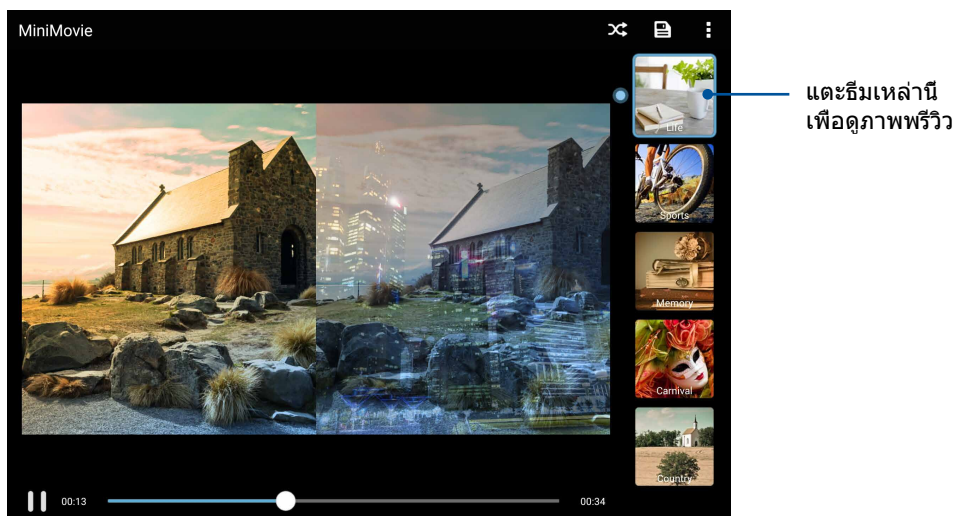 MiniMovie
Life
แตะธีมเหล่านี้
เพื่อดูภาพพรีวิว
Sports
Memory
Carnival
Country
00:13
00:34